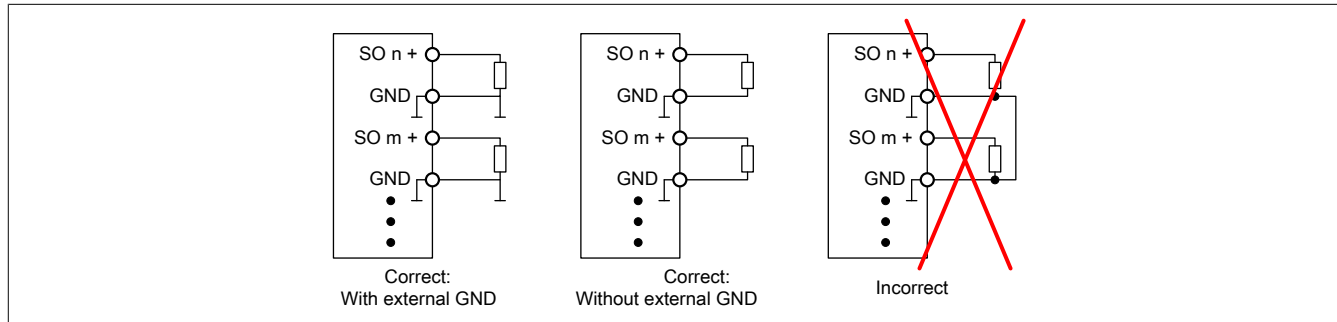 SO n +
GND
SO m +
GND
Correct:
With external GND
SO n +
GND
SO m +
GND
Correct:
Without external GND
SO n +
GND
SO m +
GND
Incorrect